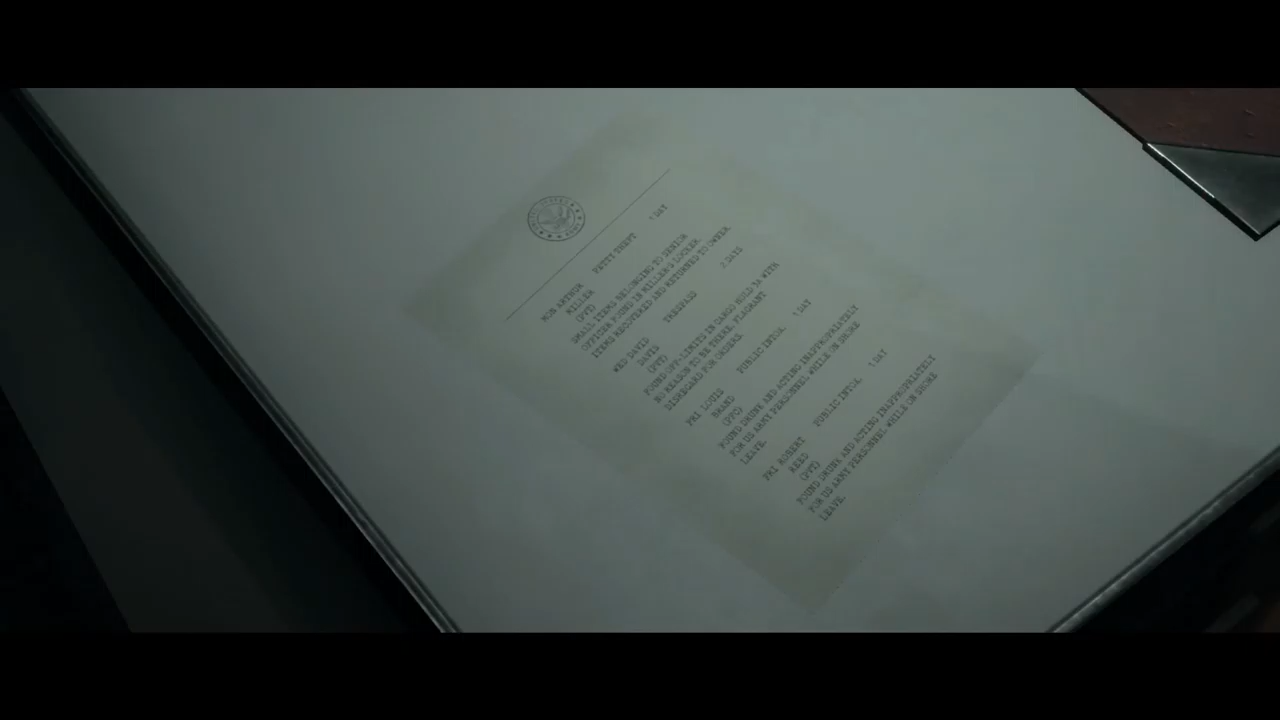 MON ARTHUR PETTY THEFT 1 DAY
MILLER
(PVT)
SMALL ITEMS BELONGING TO SENIOR
OFFICER FOUND IN MILLER'S LOCKER
ITEMS RECOVERED AND RETURNED TO OWNER
WED DAVID TRESPASS 2 DAYS
DAVIS
(PVT)
FOUND OFF-LIMITS IN CARGO HOLD 3A WITH
NO REASON TO BE THERE, FLAGRANT
DISREGARD FOR ORDERS
FRI LOUIS PUBLIC INTOX. 1 DAY
BRAND
(PVT)
FOUND DRUNK AND ACTING INAPPROPRIATELY
FOR US ARMY PERSONNEL WHILE ON SHORE
LEAVE.
FRI ROBERT PUBLIC INTOX. 1 DAY
REED
(PVT)
FOUND DRUNK AND ACTING INAPPROPRIATELY
FOR US ARMY PERSONNEL WHILE ON SHORE
LEAVE.